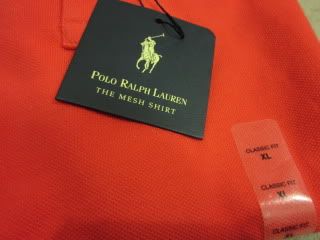 POLO RALPH LAUREN
THE MESH SHIRT
CLASSIC FIT
XL
CLASSIC FIT
XL